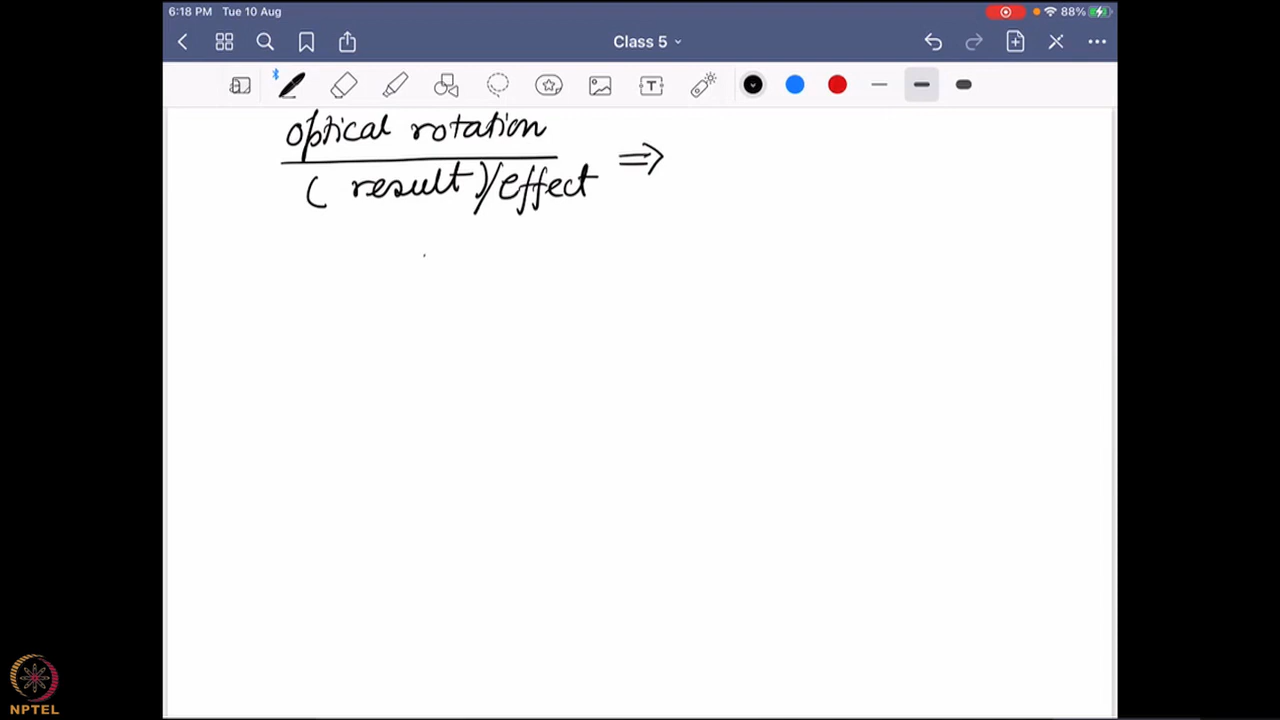 6:18 PM Tue 10 Aug 88%
Class 5
T
optical rotation
( result)/effect ⇒
NPTEL